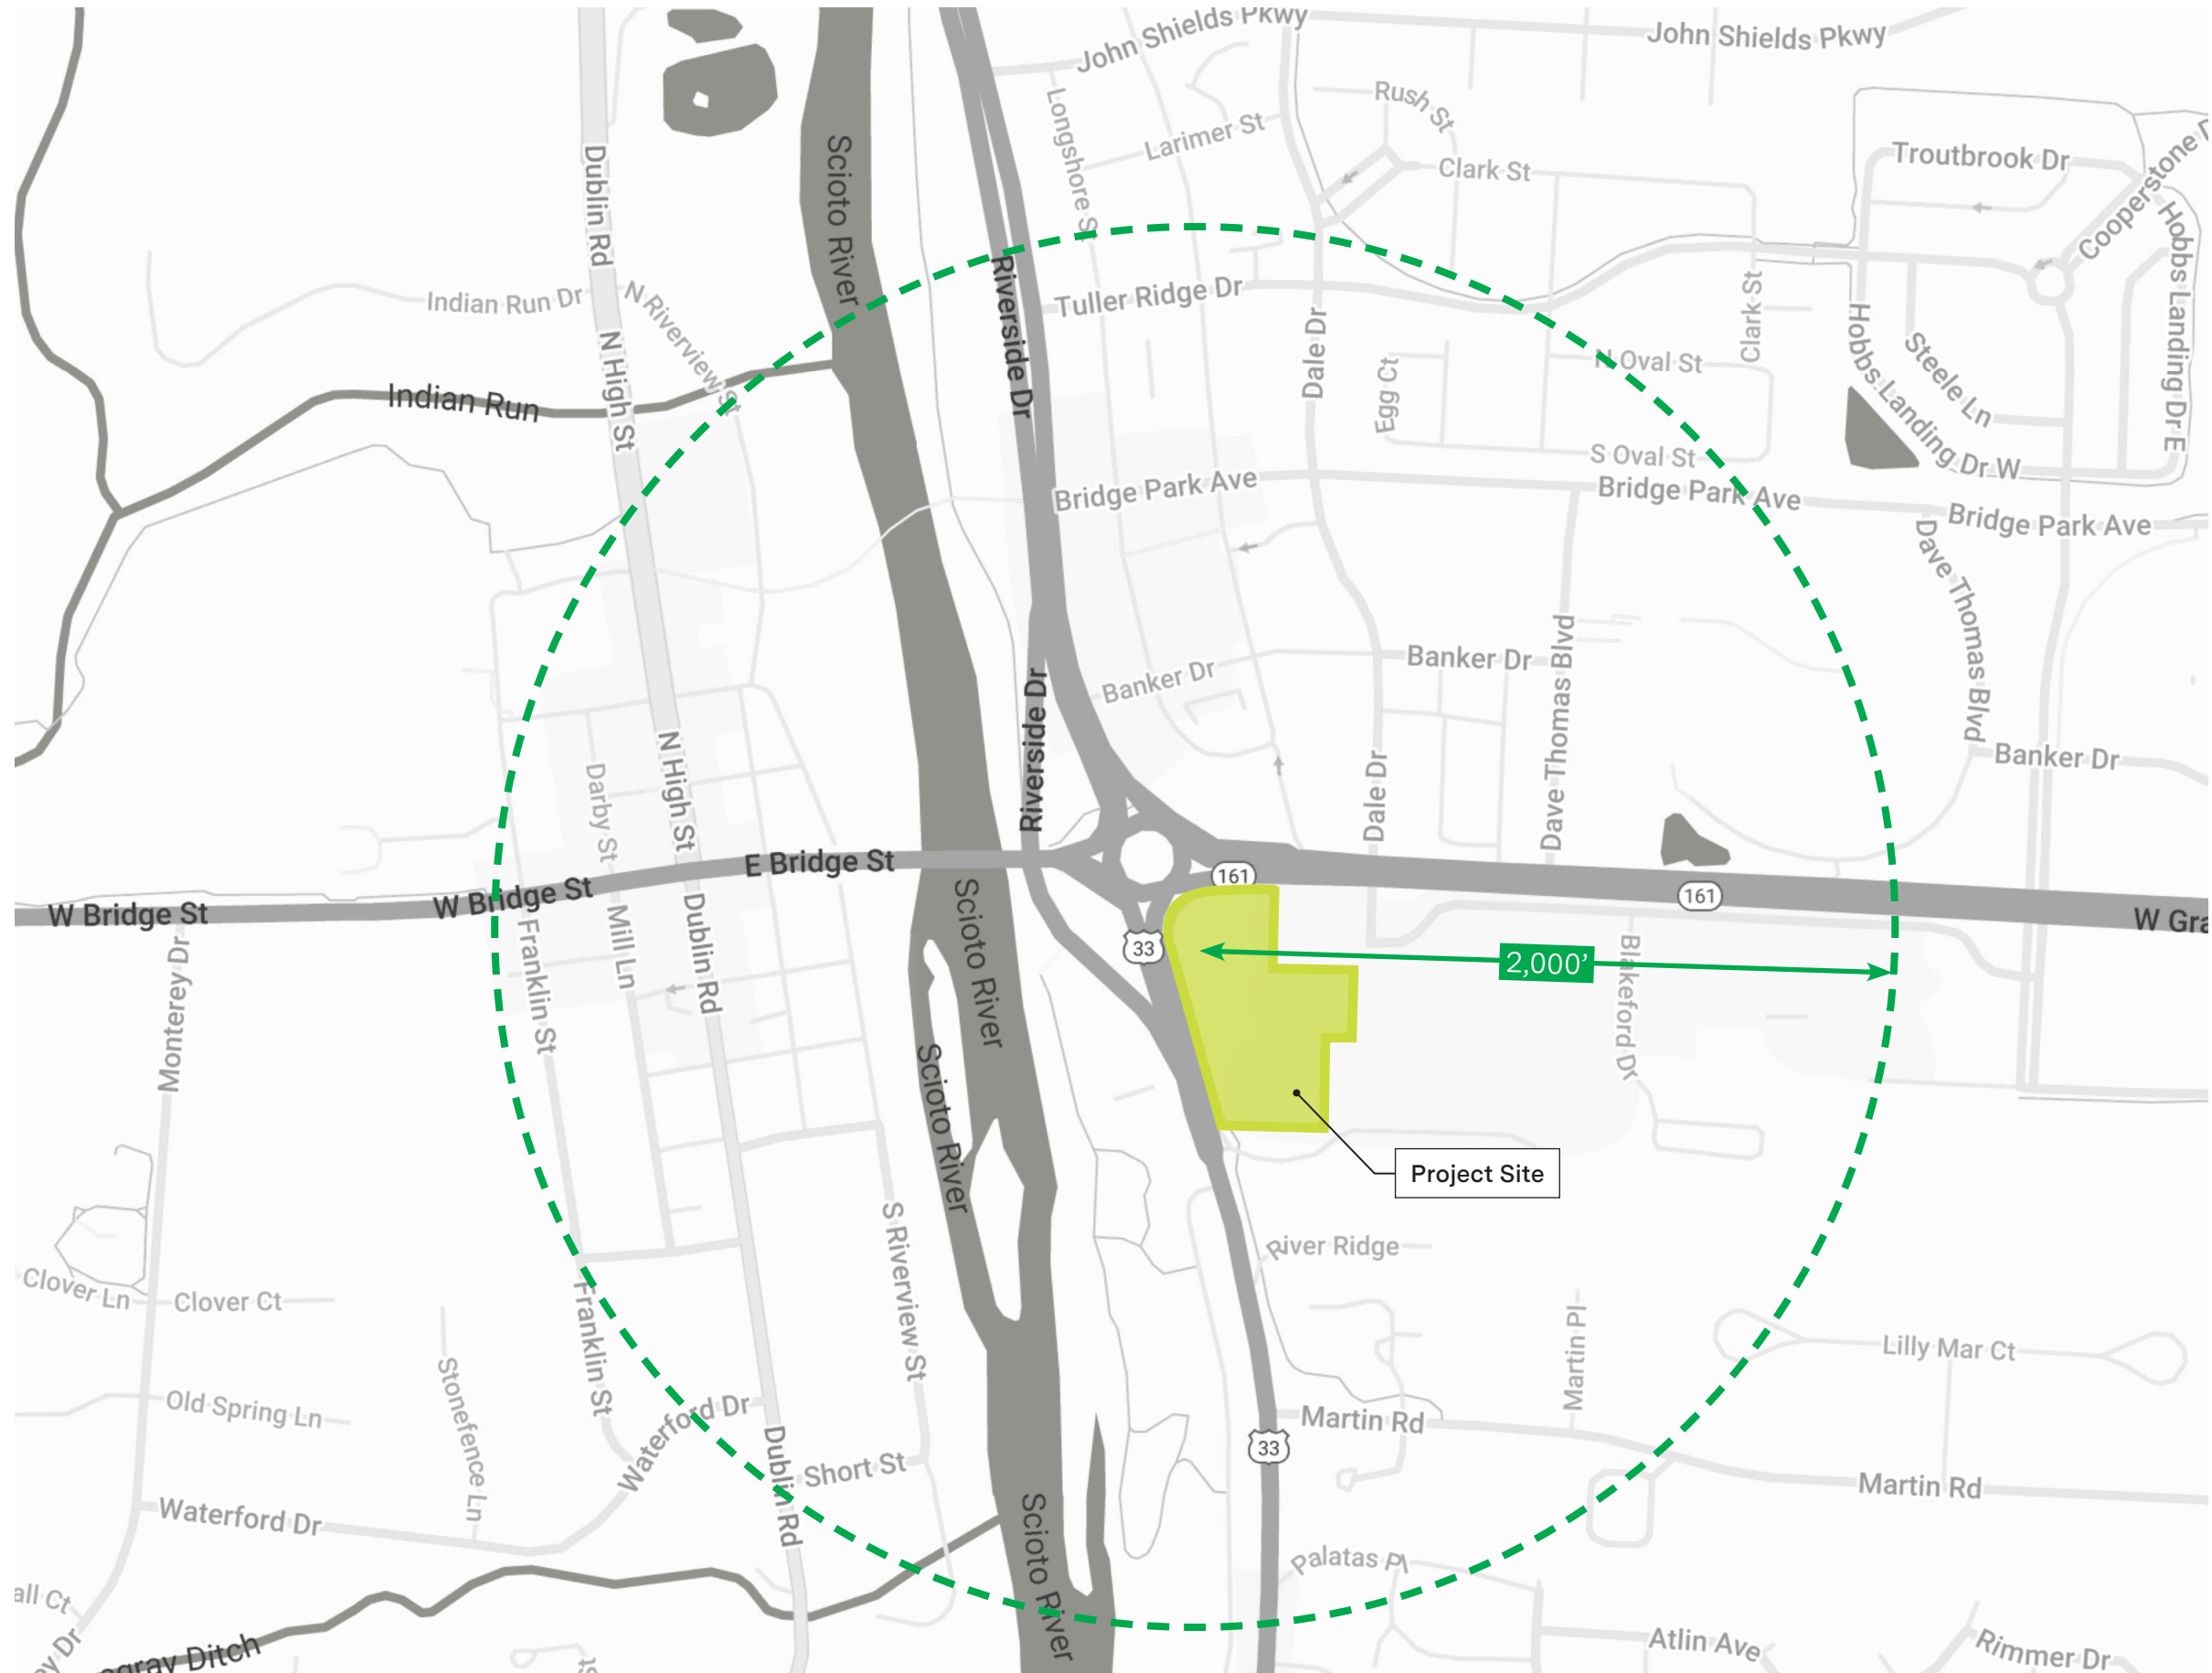 John Shields Pkwy
John Shields Pkwy
Rush St
Longshore St
Larimer St
Clark St
Troutbrook Dr
Cooperstone
Dublin Rd
Scioto River
Hobbs Landing Dr E
Riverside Dr
Indian Run Dr
N Riverview St
Tuller Ridge Dr
Dale Dr
Clark St
Hobbs Landing Dr W
Steele Ln
N High St
Indian Run
Egg Ct
N Oval St
S Oval St
Bridge Park Ave
Bridge Park Ave
Bridge Park Ave
Dave Thomas Blvd
Banker Dr
Banker Dr
Dave Thomas Blvd
Banker Dr
Riverside Dr
N High St
Darby St
Dale Dr
E Bridge St
161
161
W Bridge St
W Bridge St
W Gra
Mill Ln
Dublin Rd
Franklin St
Monterey Dr
Scioto River
33
2,000'
Blakeford Dr
Scioto River
Project Site
S Riverview St
River Ridge
Clover Ln
Clover Ct
Franklin St
Martin Pl
Lilly Mar Ct
Stonefence Ln
Old Spring Ln
Waterford Dr
Martin Rd
33
Dublin Rd
Short St
Martin Rd
Waterford Dr
Scioto River
Palatas Pl
all Ct
ey Dr
gray Ditch
Atlin Ave
Rimmer Dr
st